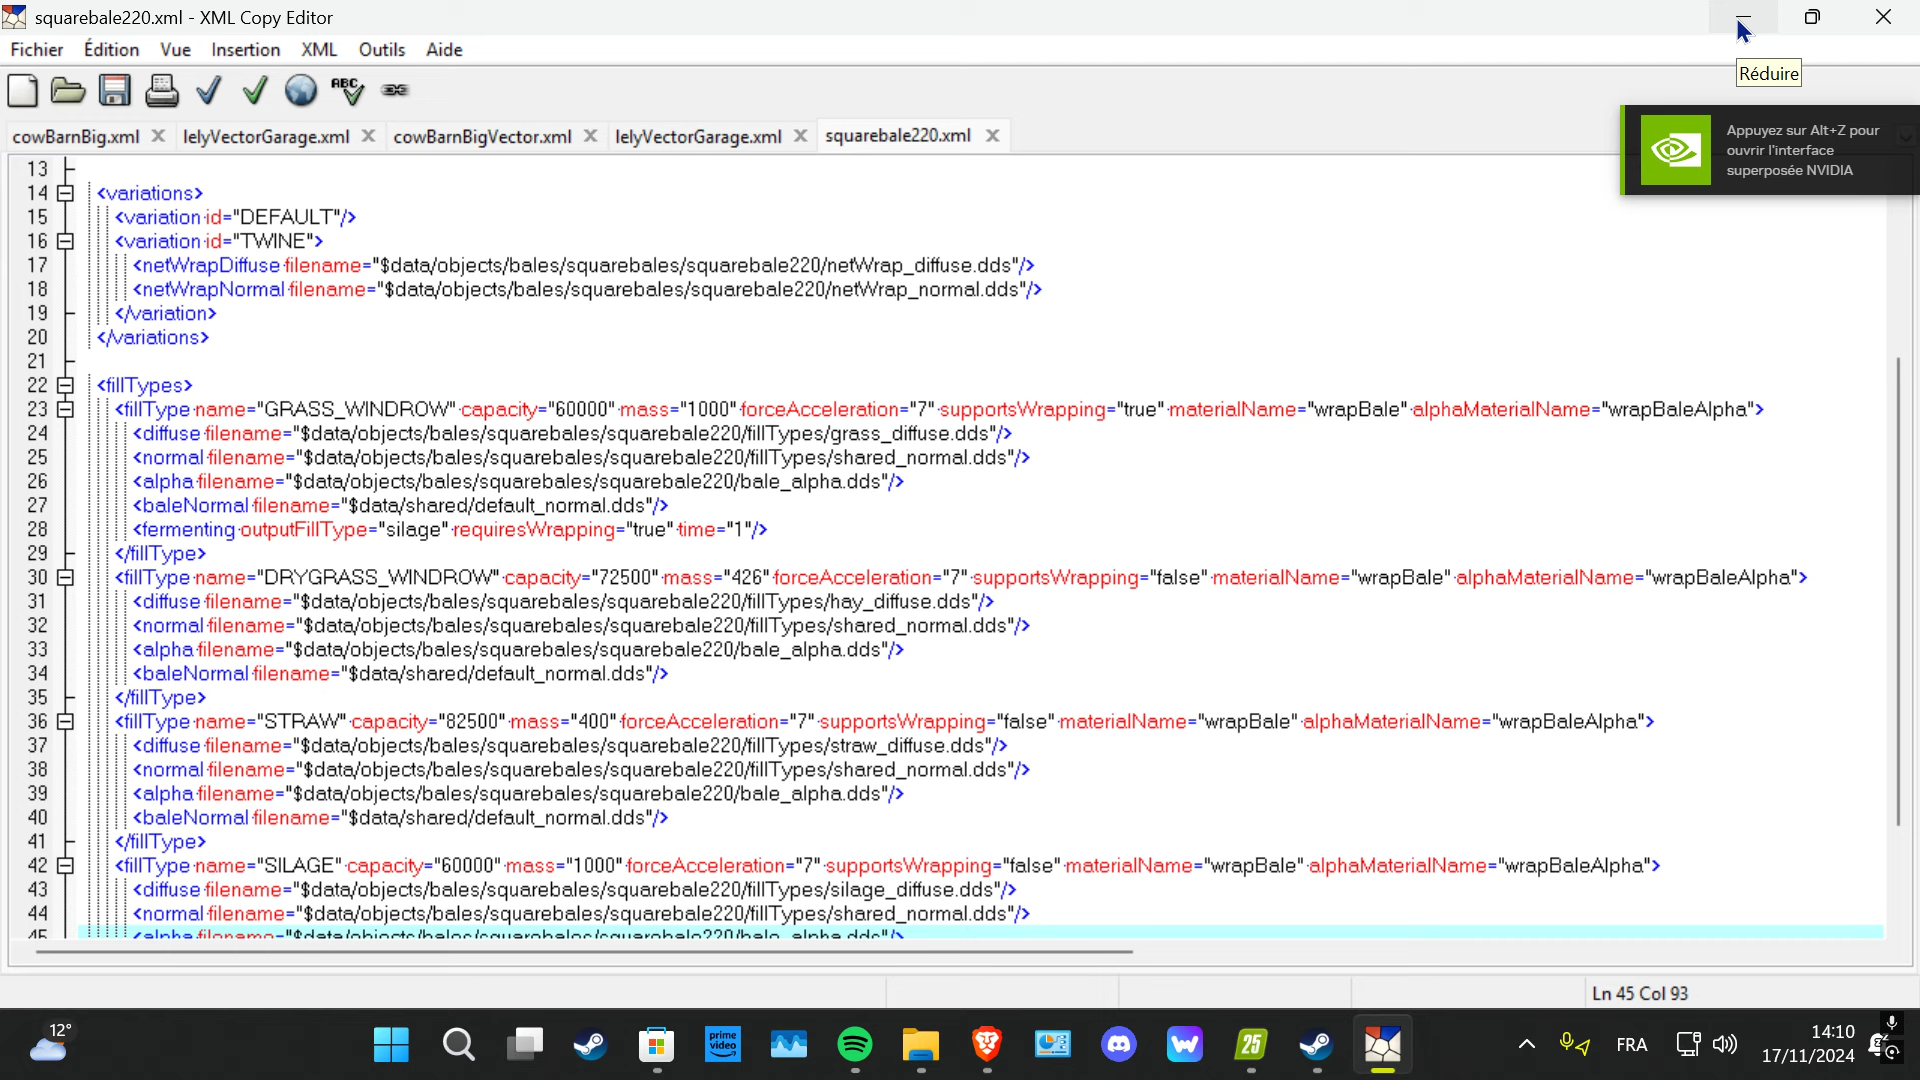 squarebale220.xml - XML Copy Editor
Fichier Édition Vue Insertion XML Outils Aide
Réduire
ABC
cowBarnBig.xml lelyVectorGarage.xml cowBarnBigVector.xml lelyVectorGarage.xml squarebale220.xml
Appuyez sur Alt+Z pour
ouvrir l'interface
superposée NVIDIA
13
14 <variations>
15 <variation id="DEFAULT"/>
16 <variation id="TWINE">
17 <netWrapDiffuse filename="$data/objects/bales/squarebales/squarebale220/netWrap_diffuse.dds"/>
18 <netWrapNormal filename="$data/objects/bales/squarebales/squarebale220/netWrap_normal.dds"/>
19 </variation>
20 </variations>
21
22 <fillTypes>
23 <fillType name="GRASS_WINDROW" capacity="60000" mass="1000" forceAcceleration="7" supportsWrapping="true" materialName="wrapBale" alphaMaterialName="wrapBaleAlpha">
24 <diffuse filename="$data/objects/bales/squarebales/squarebale220/fillTypes/grass_diffuse.dds"/>
25 <normal filename="$data/objects/bales/squarebales/squarebale220/fillTypes/shared_normal.dds"/>
26 <alpha filename="$data/objects/bales/squarebales/squarebale220/bale_alpha.dds"/>
27 <baleNormal filename="$data/shared/default_normal.dds"/>
28 <fermenting outputFillType="silage" requiresWrapping="true" time="1"/>
29 </fillType>
30 <fillType name="DRYGRASS_WINDROW" capacity="72500" mass="426" forceAcceleration="7" supportsWrapping="false" materialName="wrapBale" alphaMaterialName="wrapBaleAlpha">
31 <diffuse filename="$data/objects/bales/squarebales/squarebale220/fillTypes/hay_diffuse.dds"/>
32 <normal filename="$data/objects/bales/squarebales/squarebale220/fillTypes/shared_normal.dds"/>
33 <alpha filename="$data/objects/bales/squarebales/squarebale220/bale_alpha.dds"/>
34 <baleNormal filename="$data/shared/default_normal.dds"/>
35 </fillType>
36 <fillType name="STRAW" capacity="82500" mass="400" forceAcceleration="7" supportsWrapping="false" materialName="wrapBale" alphaMaterialName="wrapBaleAlpha">
37 <diffuse filename="$data/objects/bales/squarebales/squarebale220/fillTypes/straw_diffuse.dds"/>
38 <normal filename="$data/objects/bales/squarebales/squarebale220/fillTypes/shared_normal.dds"/>
39 <alpha filename="$data/objects/bales/squarebales/squarebale220/bale_alpha.dds"/>
40 <baleNormal filename="$data/shared/default_normal.dds"/>
41 </fillType>
42 <fillType name="SILAGE" capacity="60000" mass="1000" forceAcceleration="7" supportsWrapping="false" materialName="wrapBale" alphaMaterialName="wrapBaleAlpha">
43 <diffuse filename="$data/objects/bales/squarebales/squarebale220/fillTypes/silage_diffuse.dds"/>
44 <normal filename="$data/objects/bales/squarebales/squarebale220/fillTypes/shared_normal.dds"/>
45 <alpha filename="$data/objects/bales/squarebales/squarebale220/bale_alpha.dds"/>
Ln 45 Col 93
12°
prime
video
25
FRA
14:10
17/11/2024